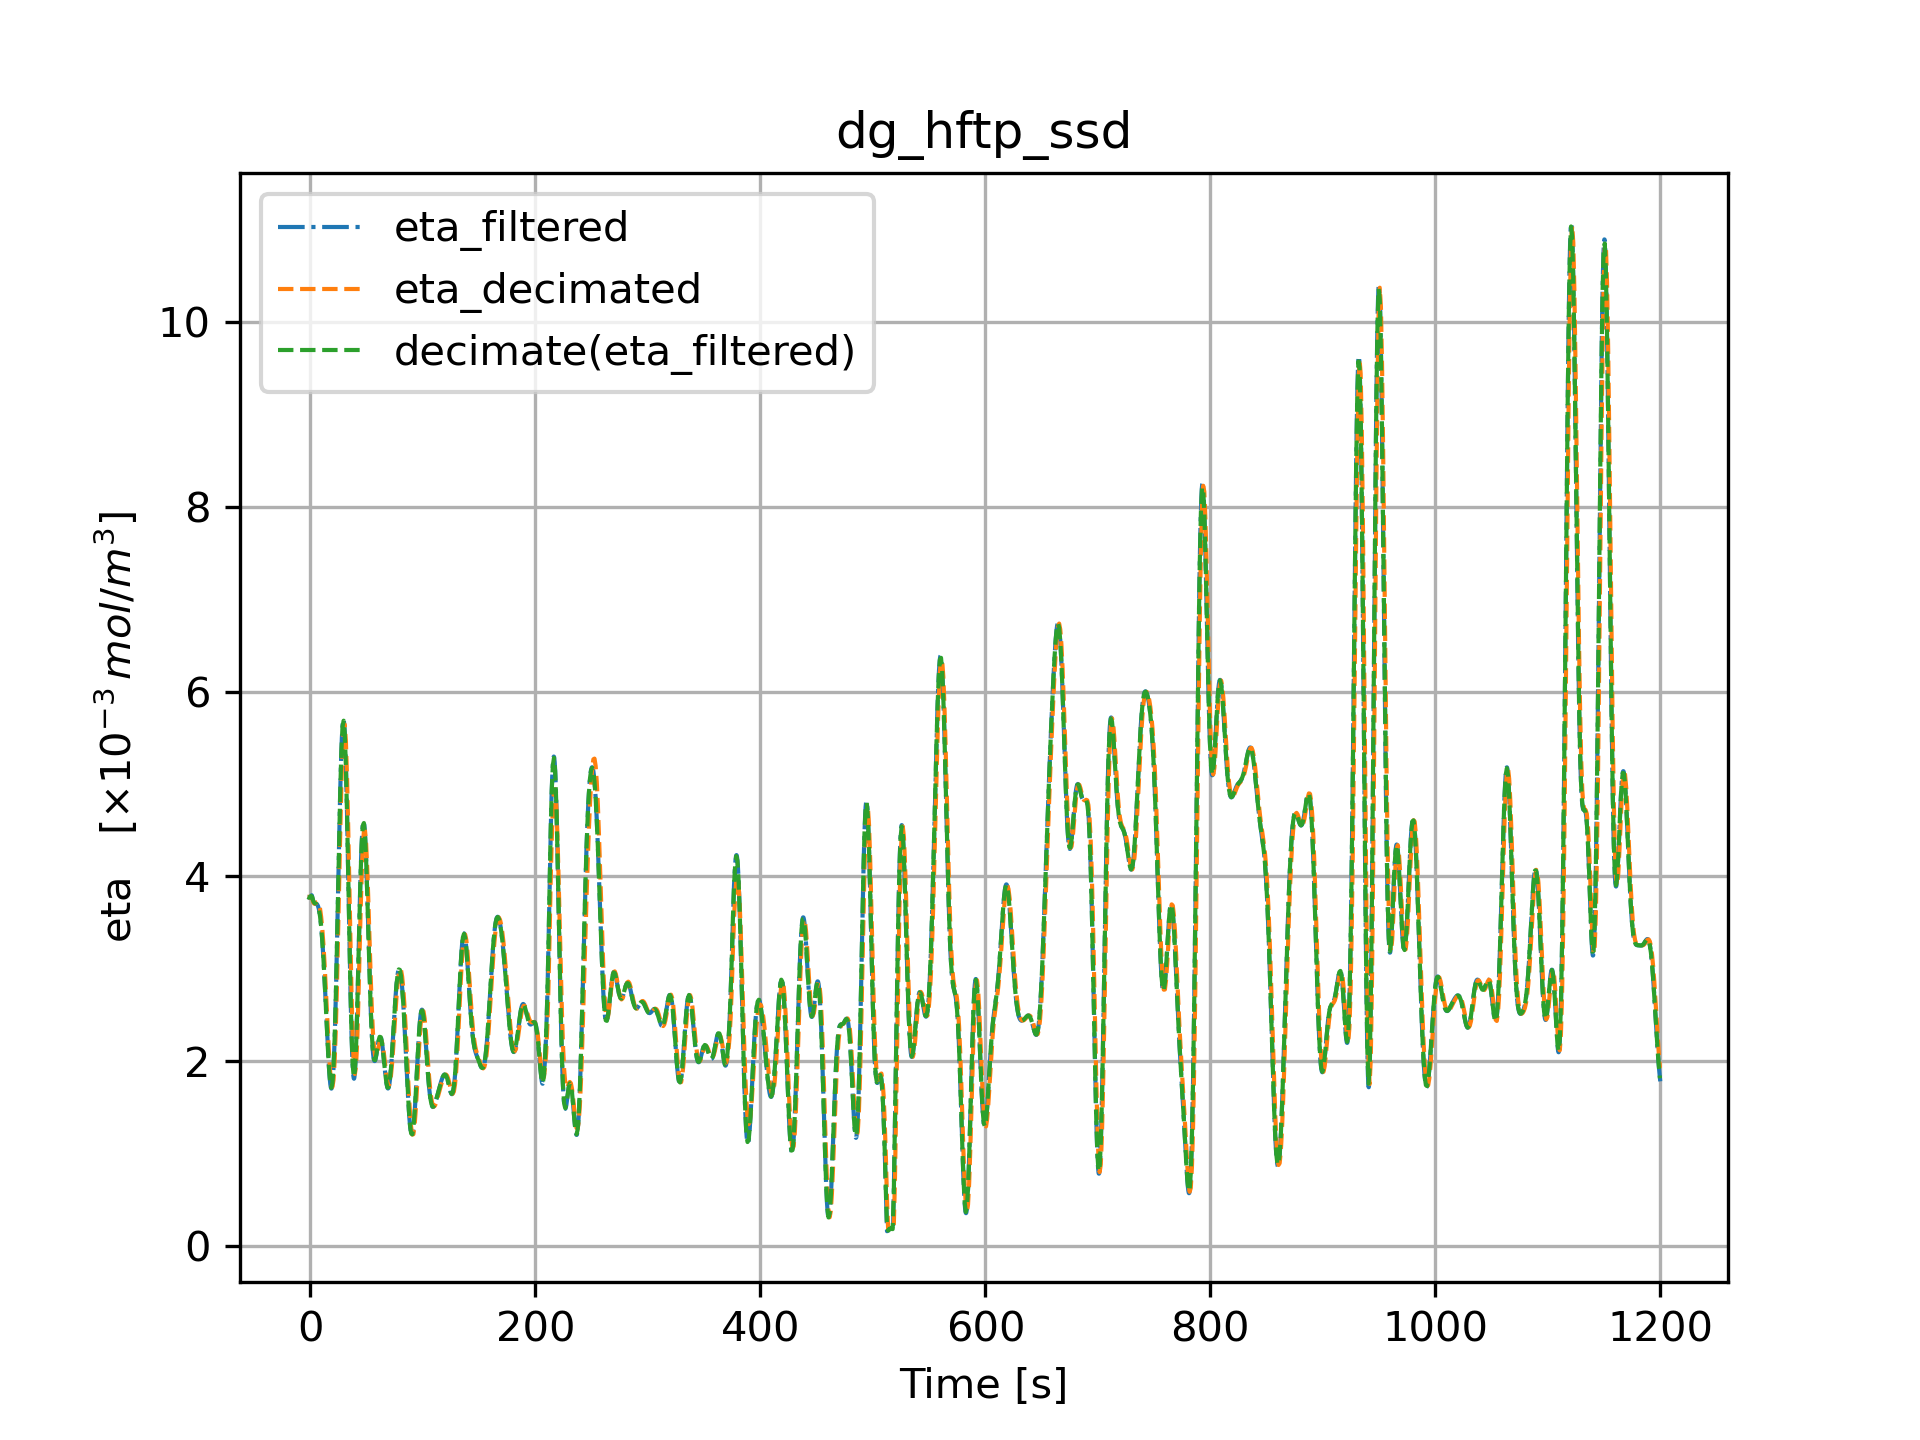 dg_hftp_ssd
eta_filtered
eta_decimated
decimate(eta_filtered)
eta [×10⁻³ mol/m³]
10
8
6
4
2
0
0 200 400 600 800 1000 1200
Time [s]